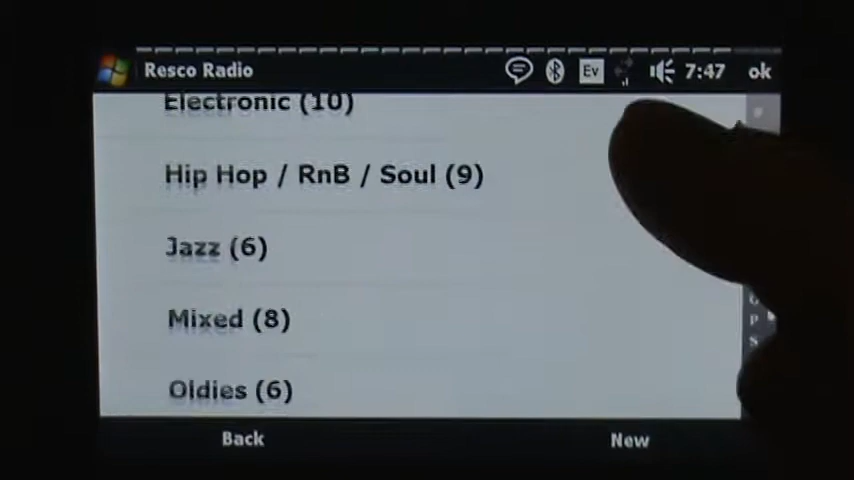 Resco Radio Ev 7:47 ok
Electronic (10)
Hip Hop / RnB / Soul (9)
Jazz (6)
Mixed (8)
Oldies (6)
P
S
Back New